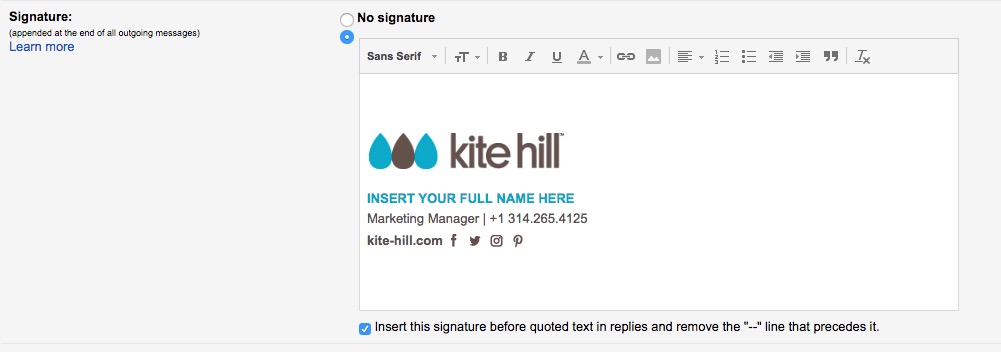 Signature:
(appended at the end of all outgoing messages)
Learn more
No signature
Sans Serif
B I U A
kite hill™
INSERT YOUR FULL NAME HERE
Marketing Manager | +1 314.265.4125
kite-hill.com
Insert this signature before quoted text in replies and remove the "--" line that precedes it.